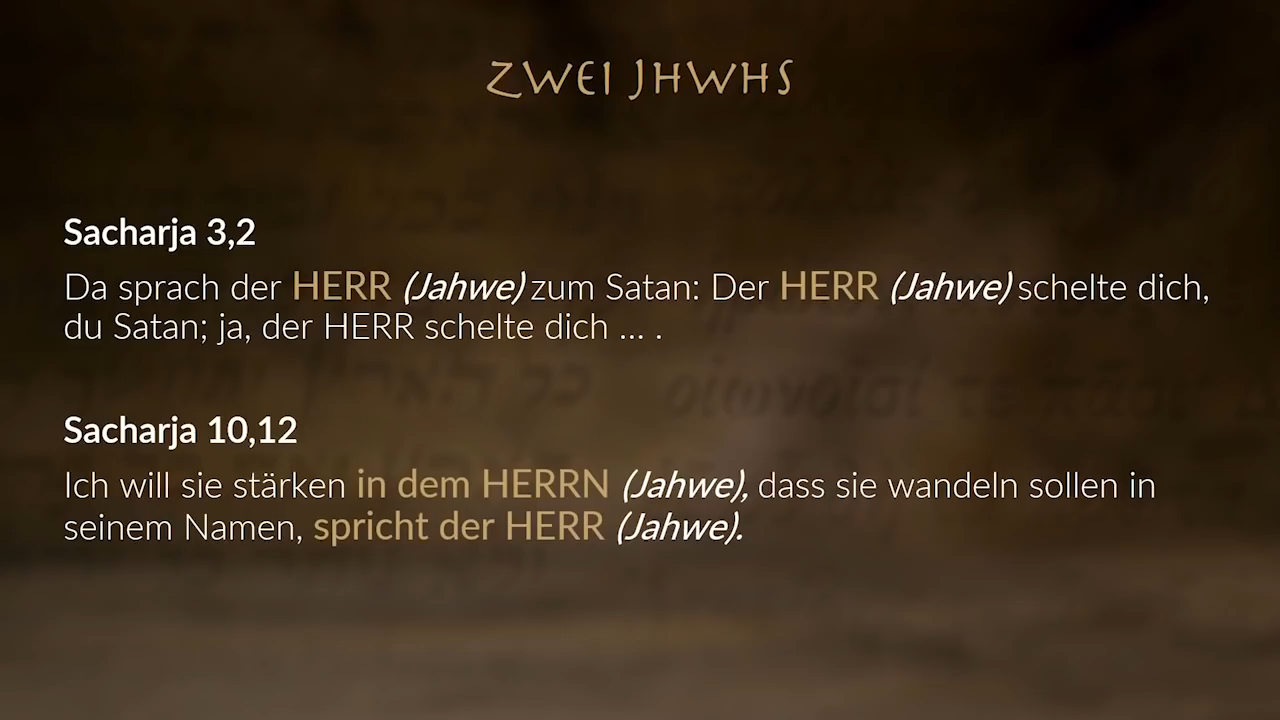 ZWEI JHWHS
Sacharja 3,2
Da sprach der HERR (Jahwe) zum Satan: Der HERR (Jahwe) schelte dich,
du Satan; ja, der HERR schelte dich ... .
Sacharja 10,12
Ich will sie stärken in dem HERRN (Jahwe), dass sie wandeln sollen in
seinem Namen, spricht der HERR (Jahwe).